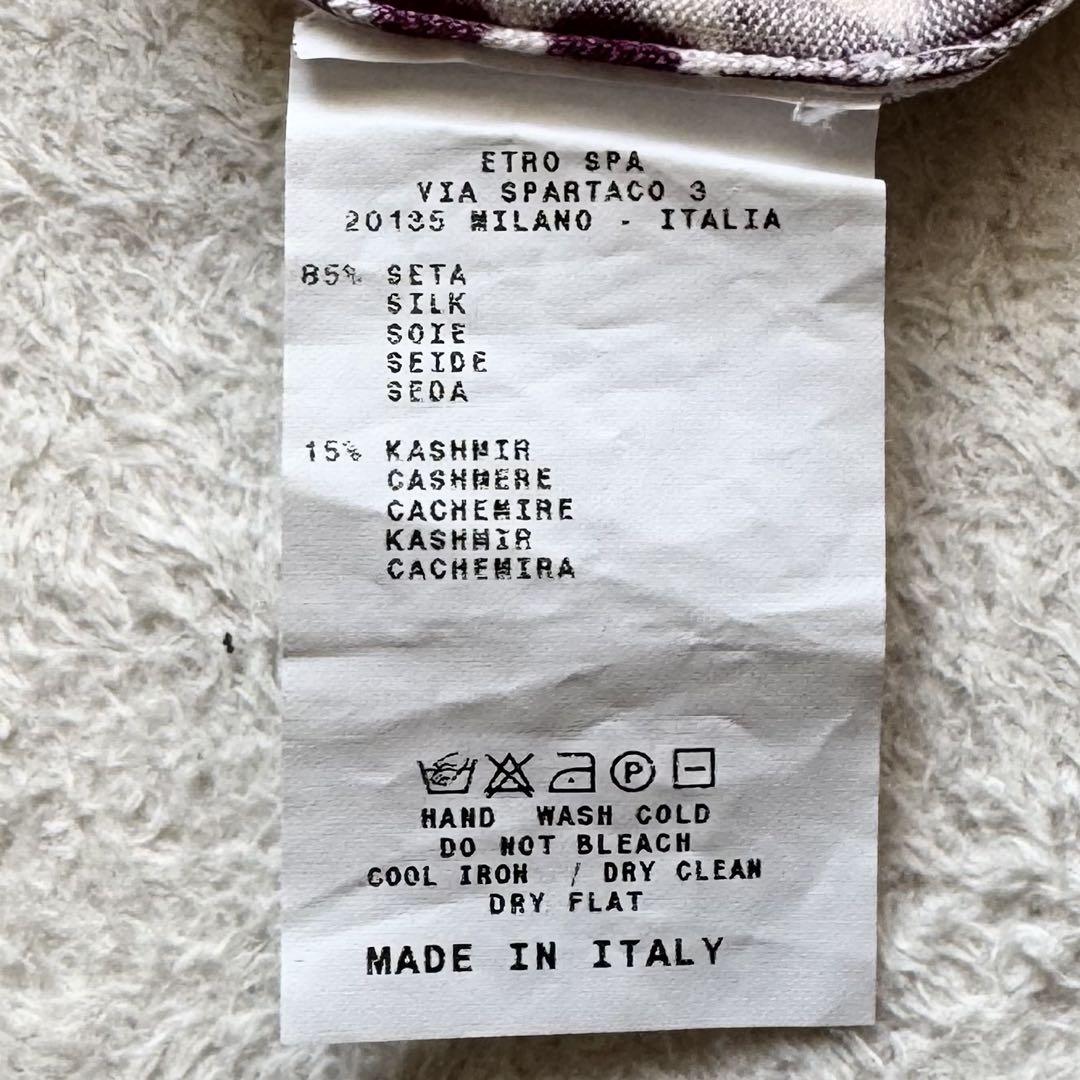 ETRO SPA
VIA SPARTACO 3
20135 MILANO - ITALIA
85% SETA
SILK
SOIE
SEIDE
SEDA
15% KASHMIR
CASHMERE
CACHEMIRE
KASHMIR
CACHEMIRA
P
HAND WASH COLD
DO NOT BLEACH
COOL IRON / DRY CLEAN
DRY FLAT
MADE IN ITALY